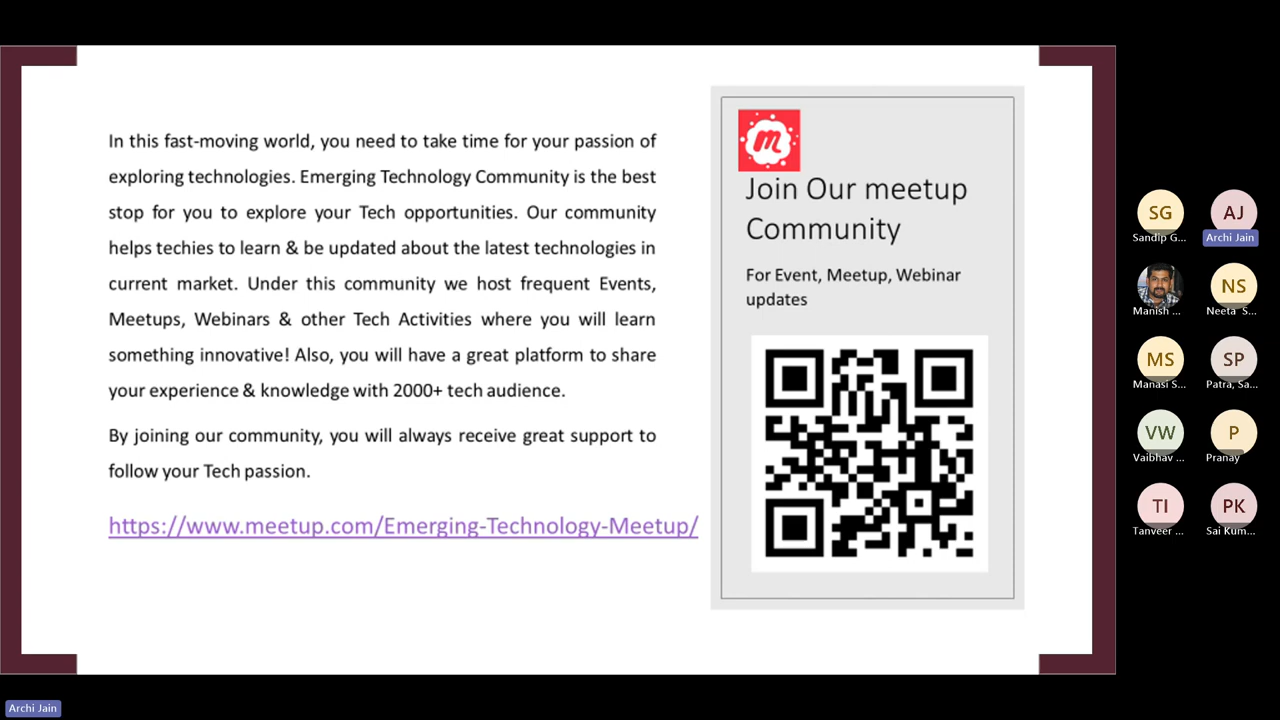 In this fast-moving world, you need to take time for your passion of
exploring technologies. Emerging Technology Community is the best
stop for you to explore your Tech opportunities. Our community
helps techies to learn & be updated about the latest technologies in
current market. Under this community we host frequent Events,
Meetups, Webinars & other Tech Activities where you will learn
something innovative! Also, you will have a great platform to share
your experience & knowledge with 2000+ tech audience.
By joining our community, you will always receive great support to
follow your Tech passion.
https://www.meetup.com/Emerging-Technology-Meetup/
m
Join Our meetup
Community
For Event, Meetup, Webinar
updates
SG AJ
Sandip G... Archi Jain
NS
Manish ... Neeta S...
MS SP
Manasi S... Patra, Sa...
VW P
Vaibhav ... Pranay
TI PK
Tanveer ... Sai Kum...
Archi Jain